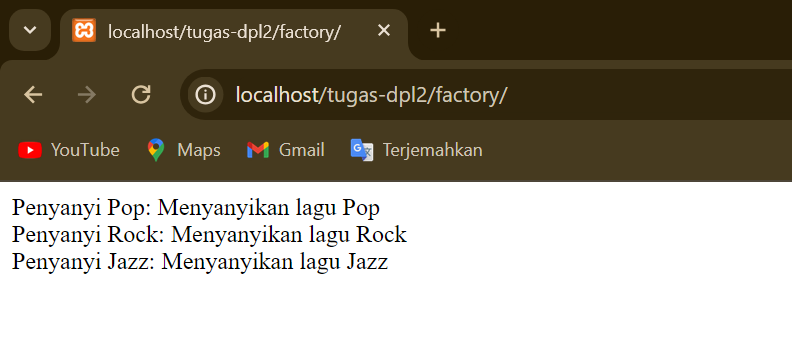 localhost/tugas-dpl2/factory/
localhost/tugas-dpl2/factory/
YouTube Maps Gmail Terjemahkan
Penyanyi Pop: Menyanyikan lagu Pop
Penyanyi Rock: Menyanyikan lagu Rock
Penyanyi Jazz: Menyanyikan lagu Jazz